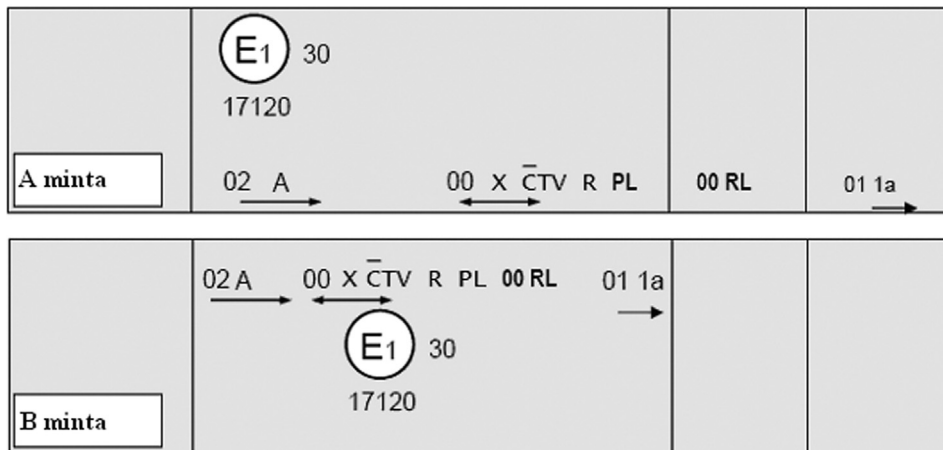 E1 30
17120
A minta 02 A 00 X C̅TV R PL 00 RL 01 1a
02 A 00 X C̅TV R PL 00 RL 01 1a
E1 30
17120
B minta